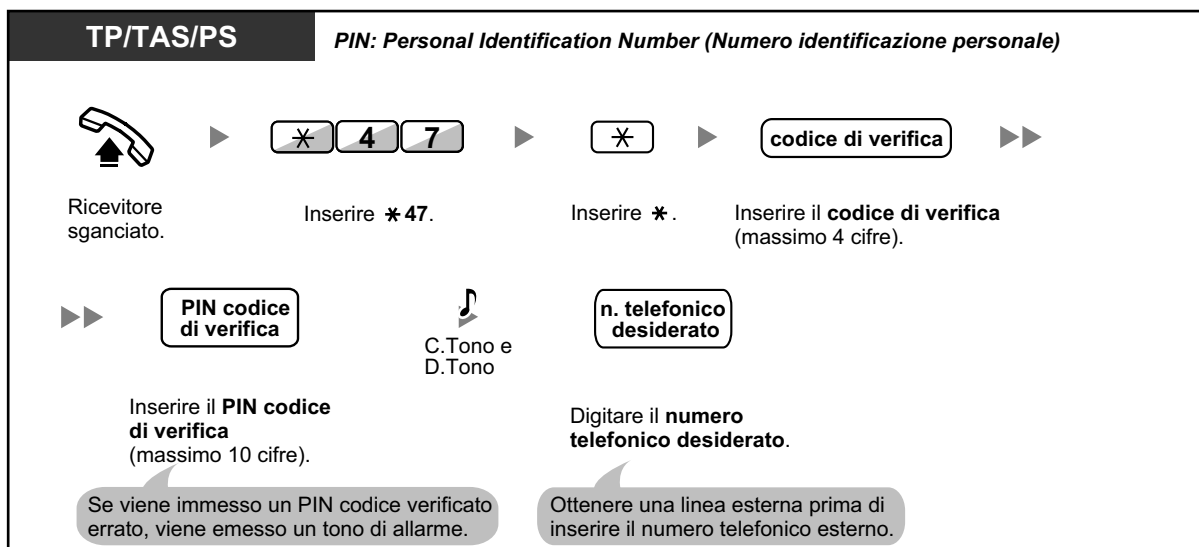 TP/TAS/PS
PIN: Personal Identification Number (Numero identificazione personale)
* 4 7
*
codice di verifica
Ricevitore
sganciato.
Inserire * 47.
Inserire * .
Inserire il codice di verifica
(massimo 4 cifre).
PIN codice
di verifica
C.Tono e
D.Tono
n. telefonico
desiderato
Inserire il PIN codice
di verifica
(massimo 10 cifre).
Digitare il numero
telefonico desiderato.
Se viene immesso un PIN codice verificato
errato, viene emesso un tono di allarme.
Ottenere una linea esterna prima di
inserire il numero telefonico esterno.